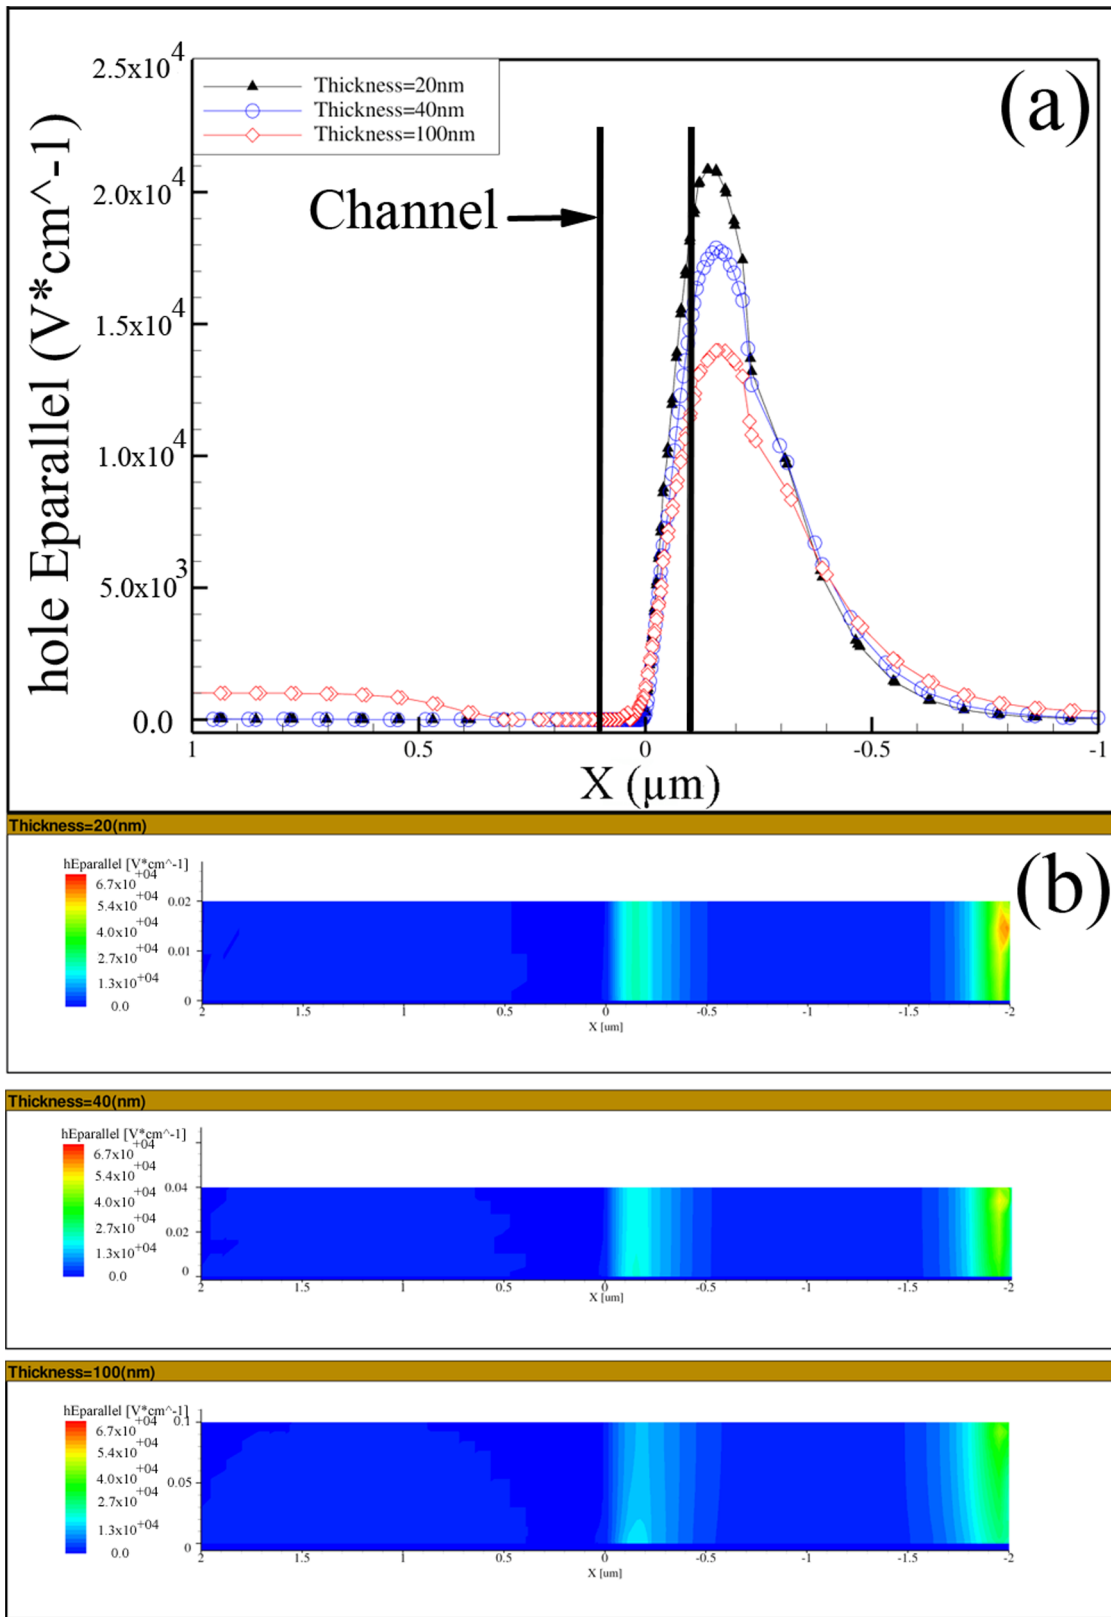 (a)
2.5x10^4
2.0x10^4
1.5x10^4
1.0x10^4
5.0x10^3
0.0
hole Eparallel (V*cm^-1)
Thickness=20nm
Thickness=40nm
Thickness=100nm
Channel
1 0.5 0 -0.5 -1
X (µm)
Thickness=20(nm)
(b)
hEparallel [V*cm^-1]
6.7x10+04
5.4x10+04
4.0x10+04
2.7x10+04
1.3x10+04
0.0
0.02
0.01
0
2 1.5 1 0.5 0 -0.5 -1 -1.5 -2
X [um]
Thickness=40(nm)
hEparallel [V*cm^-1]
6.7x10+04
5.4x10+04
4.0x10+04
2.7x10+04
1.3x10+04
0.0
0.04
0.02
0
2 1.5 1 0.5 0 -0.5 -1 -1.5 -2
X [um]
Thickness=100(nm)
hEparallel [V*cm^-1]
6.7x10+04
5.4x10+04
4.0x10+04
2.7x10+04
1.3x10+04
0.0
0.1
0.05
0
2 1.5 1 0.5 0 -0.5 -1 -1.5 -2
X [um]